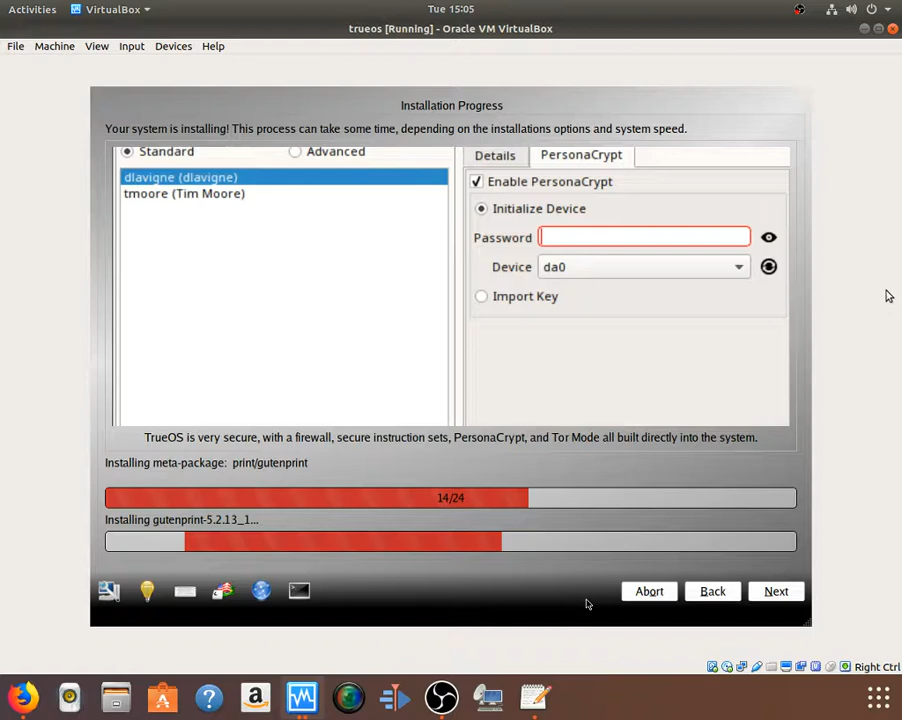 Activities VirtualBox Tue 15:05
trueos [Running] - Oracle VM VirtualBox
File Machine View Input Devices Help
Installation Progress
Your system is installing! This process can take some time, depending on the installations options and system speed.
Standard Advanced
dlavigne (dlavigne)
tmoore (Tim Moore)
Details PersonaCrypt
Enable PersonaCrypt
Initialize Device
Password
Device da0
Import Key
TrueOS is very secure, with a firewall, secure instruction sets, PersonaCrypt, and Tor Mode all built directly into the system.
Installing meta-package: print/gutenprint
14/24
Installing gutenprint-5.2.13_1...
Abort Back Next
Right Ctrl